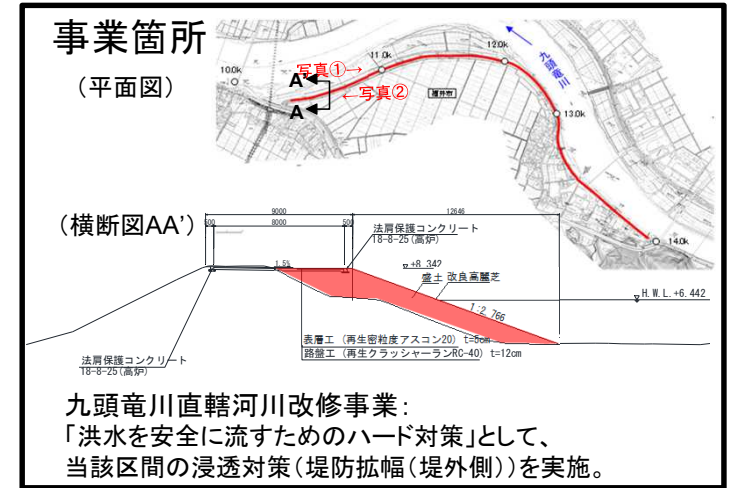 事業箇所
(平面図)
10.0k
11.0k
12.0k
13.0k
14.0k
写真①→
←写真②
A'
A
福井市
九頭竜川
(横断図AA')
9000
12646
500
8000
500
法肩保護コンクリート
18-8-25(高炉)
1.5%
+8.342
盛土 改良高麗芝
H.W.L.+6.442
1:2.766
表層工 (再生密粒度アスコン20) t=5cm
路盤工 (再生クラッシャーランRC-40) t=12cm
法肩保護コンクリート
18-8-25(高炉)
九頭竜川直轄河川改修事業:
「洪水を安全に流すためのハード対策」として、
当該区間の浸透対策(堤防拡幅(堤外側))を実施。